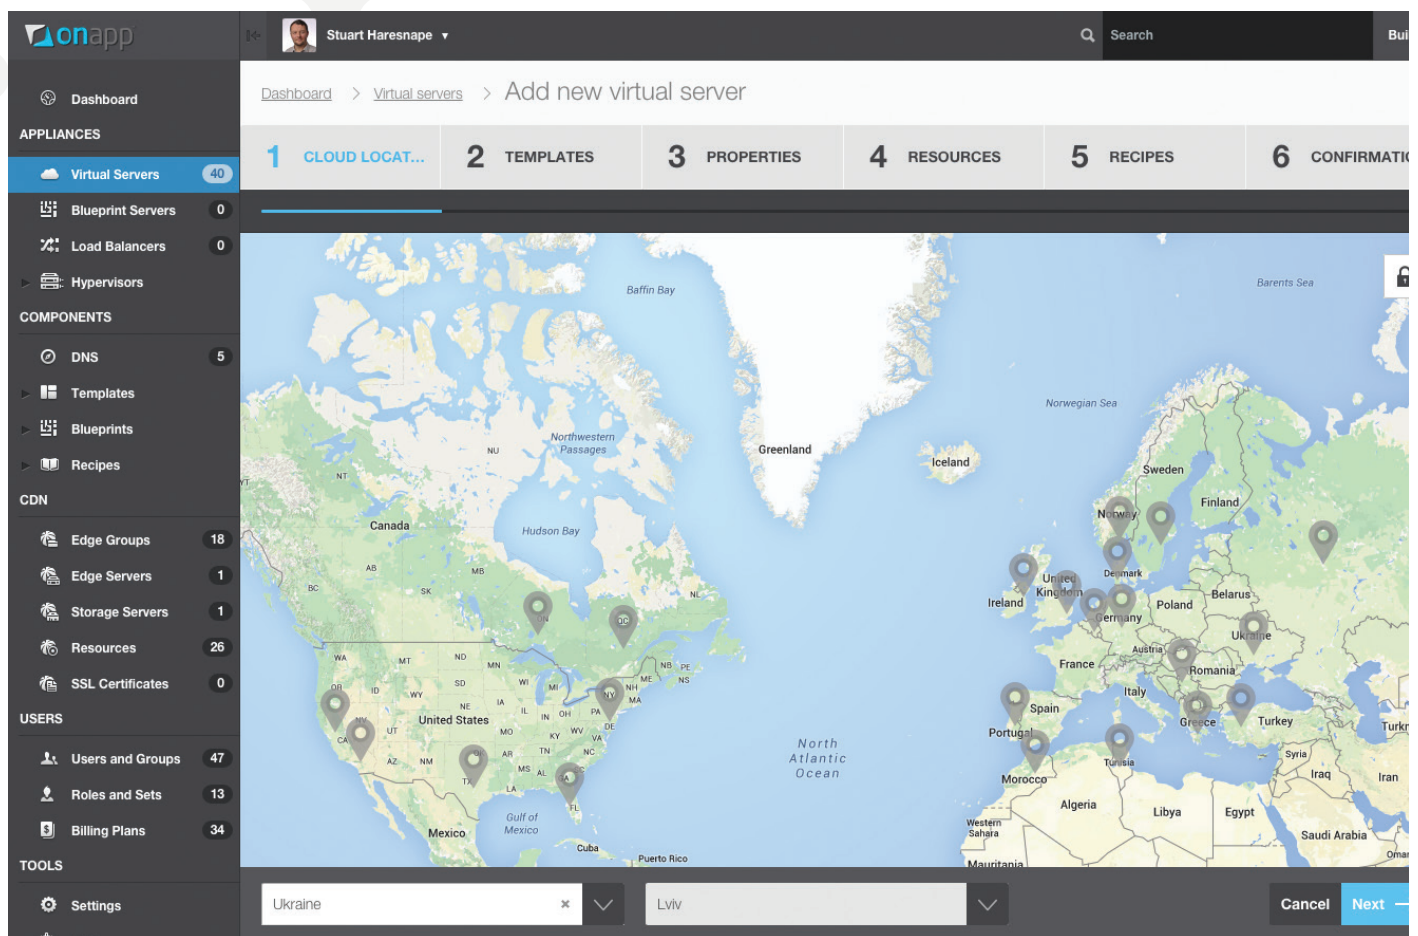 onapp
Stuart Haresnape
Search
Dashboard
Dashboard > Virtual servers > Add new virtual server
APPLIANCES
1 CLOUD LOCAT... 2 TEMPLATES 3 PROPERTIES 4 RESOURCES 5 RECIPES 6
Virtual Servers 40
Blueprint Servers 0
Load Balancers 0
Hypervisors
COMPONENTS
DNS 5
Templates
Blueprints
Recipes
CDN
Edge Groups 18
Edge Servers 1
Storage Servers 1
Resources 26
SSL Certificates 0
USERS
Users and Groups 47
Roles and Sets 13
Billing Plans 34
TOOLS
Settings
Baffin Bay
Barents Sea
Norwegian Sea
Northwestern
Passages
NU
Greenland
Iceland
Sweden
NT
YT
Finland
Norway
Canada
Hudson Bay
AB
MB
BC
SK
NL
Denmark
United
Kingdom
Ireland
Belarus
Poland
Germany
ON
QC
Ukraine
Austria
France
Romania
WA
MT
ND
MN
NB PE
NS
ME
OR
ID
WY
SD
WI
MI
NY
NH
MA
Italy
Spain
Portugal
Greece
Turkey
NV
UT
United States
NE
IA
IL
IN
OH
PA
DE
CA
MO
KY
WV
VA
North
Atlantic
Ocean
AZ
NM
AR
TN
NC
Tunisia
Syria
Iraq
Iran
Morocco
TX
MS
AL
GA
LA
FL
Algeria
Libya
Egypt
Gulf of
Mexico
Mexico
Western
Sahara
Saudi Arabia
Cuba
Puerto Rico
Mauritania
Ukraine
Lviv
Cancel
Next